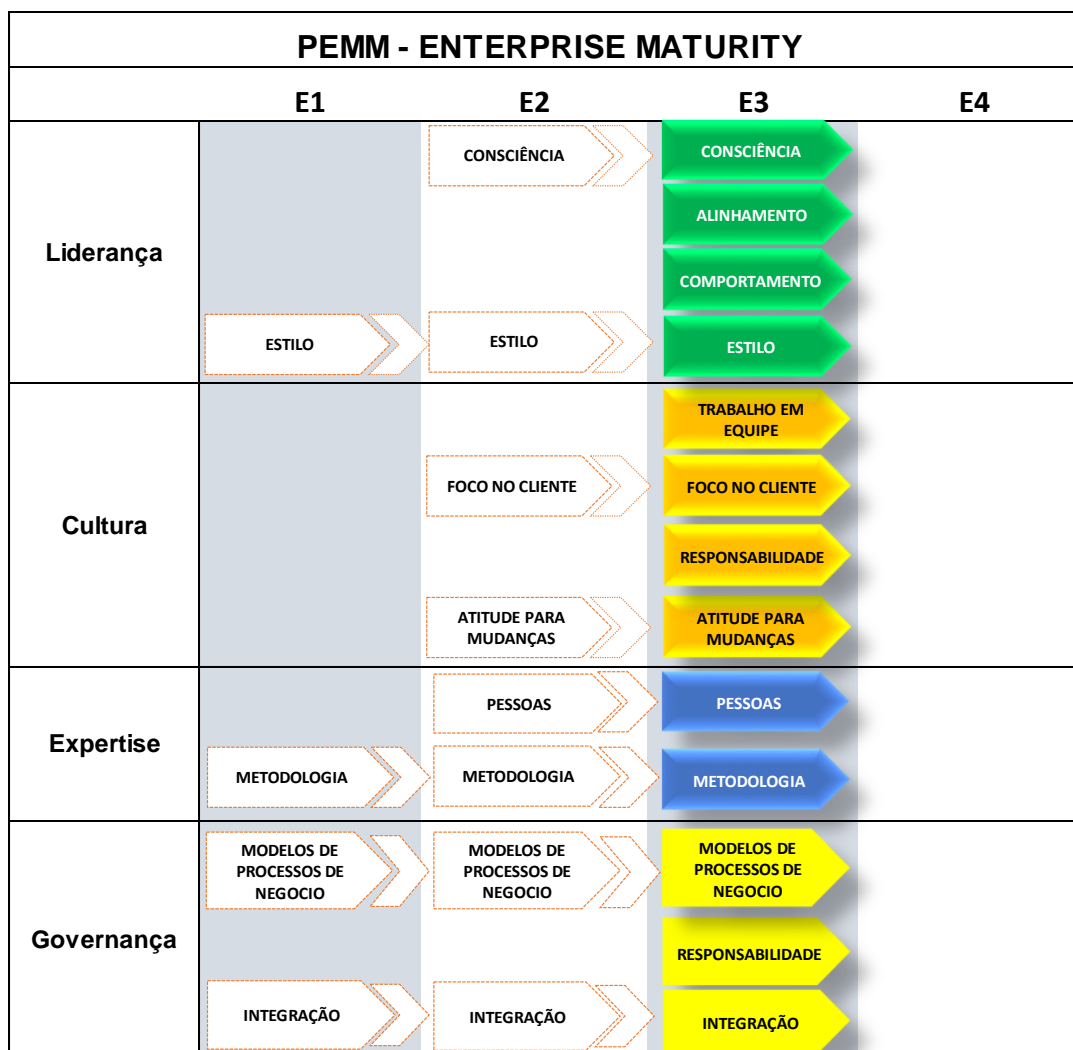 PEMM - ENTERPRISE MATURITY
E1 E2 E3 E4
Liderança
CONSCIÊNCIA CONSCIÊNCIA
ALINHAMENTO
COMPORTAMENTO
ESTILO ESTILO ESTILO
Cultura
TRABALHO EM
EQUIPE
FOCO NO CLIENTE FOCO NO CLIENTE
RESPONSABILIDADE
ATITUDE PARA
MUDANÇAS
ATITUDE PARA
MUDANÇAS
Expertise
PESSOAS PESSOAS
METODOLOGIA METODOLOGIA METODOLOGIA
Governança
MODELOS DE
PROCESSOS DE
NEGOCIO
MODELOS DE
PROCESSOS DE
NEGOCIO
MODELOS DE
PROCESSOS DE
NEGOCIO
RESPONSABILIDADE
INTEGRAÇÃO INTEGRAÇÃO INTEGRAÇÃO